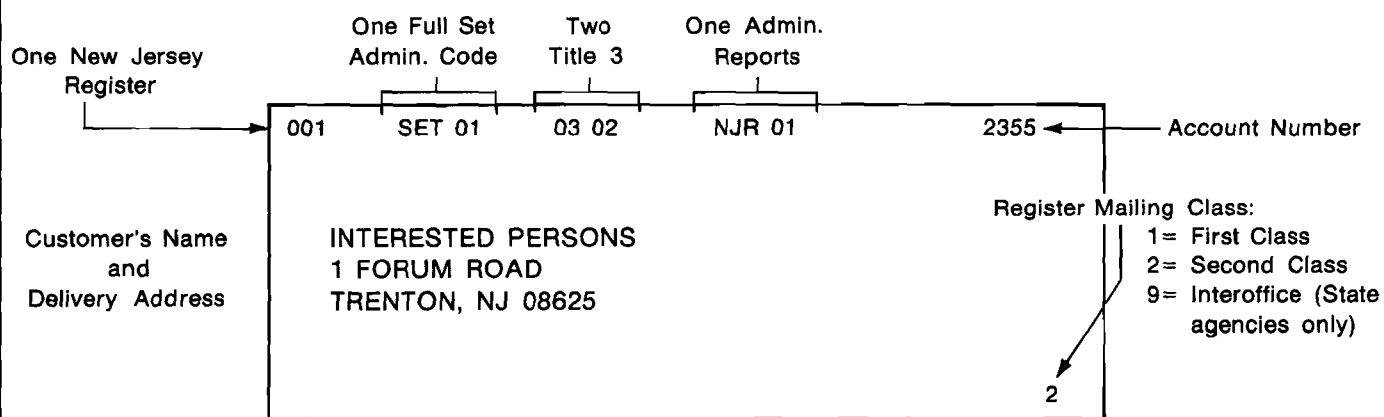 One Full Set
Admin. Code
Two
Title 3
One Admin.
Reports
One New Jersey
Register
001 SET 01 03 02 NJR 01 2355
Account Number
Customer's Name
and
Delivery Address
INTERESTED PERSONS
1 FORUM ROAD
TRENTON, NJ 08625
Register Mailing Class:
1= First Class
2= Second Class
9= Interoffice (State
agencies only)
2